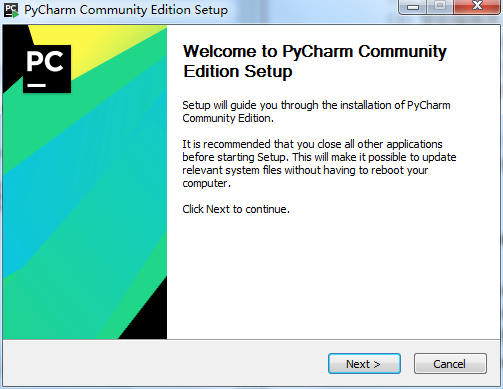 PyCharm Community Edition Setup
PC
Welcome to PyCharm Community
Edition Setup
Setup will guide you through the installation of PyCharm
Community Edition.
It is recommended that you close all other applications
before starting Setup. This will make it possible to update
relevant system files without having to reboot your
computer.
Click Next to continue.
Next >
Cancel